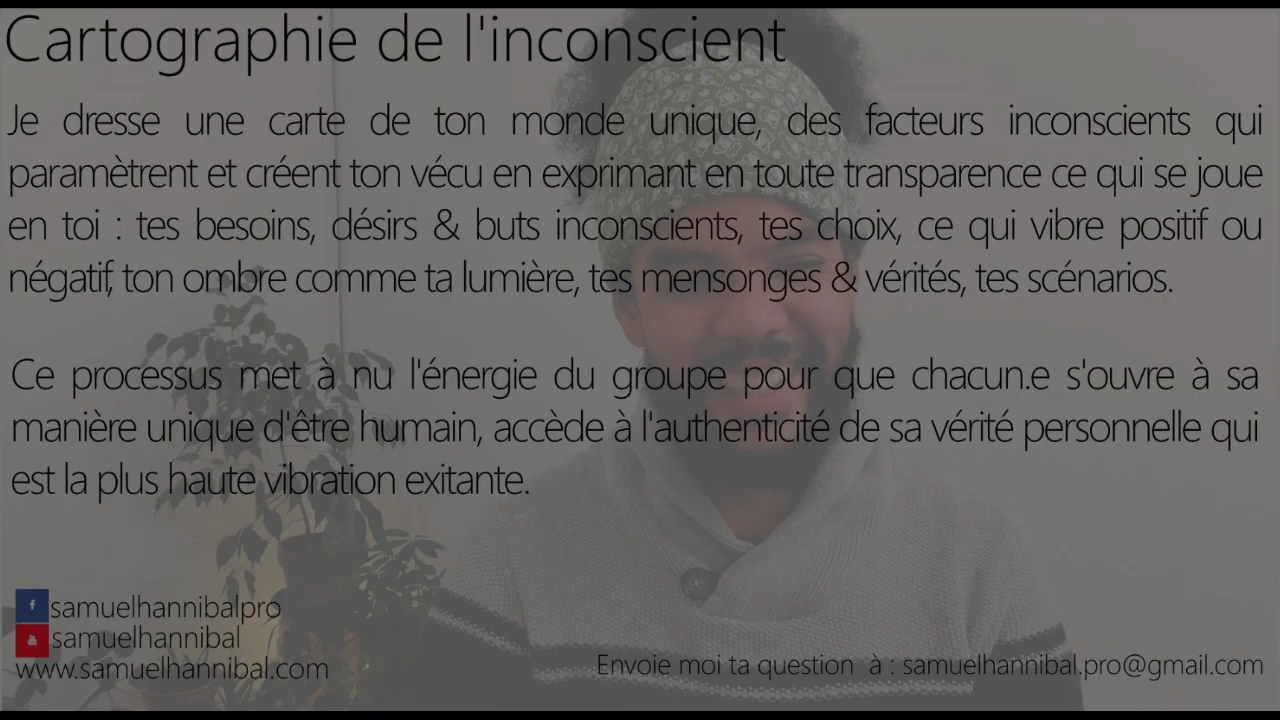 Cartographie de l'inconscient
Je dresse une carte de ton monde unique, des facteurs inconscients qui
paramètrent et créent ton vécu en exprimant en toute transparence ce qui se joue
en toi : tes besoins, désirs & buts inconscients, tes choix, ce qui vibre positif ou
négatif, ton ombre comme ta lumière, tes mensonges & vérités, tes scénarios.
Ce processus met à nu l'énergie du groupe pour que chacun.e s'ouvre à sa
manière unique d'être humain, accède à l'authenticité de sa vérité personnelle qui
est la plus haute vibration exitante.
samuelhannibalpro
samuelhannibal
www.samuelhannibal.com
Envoie moi ta question à : samuelhannibal.pro@gmail.com